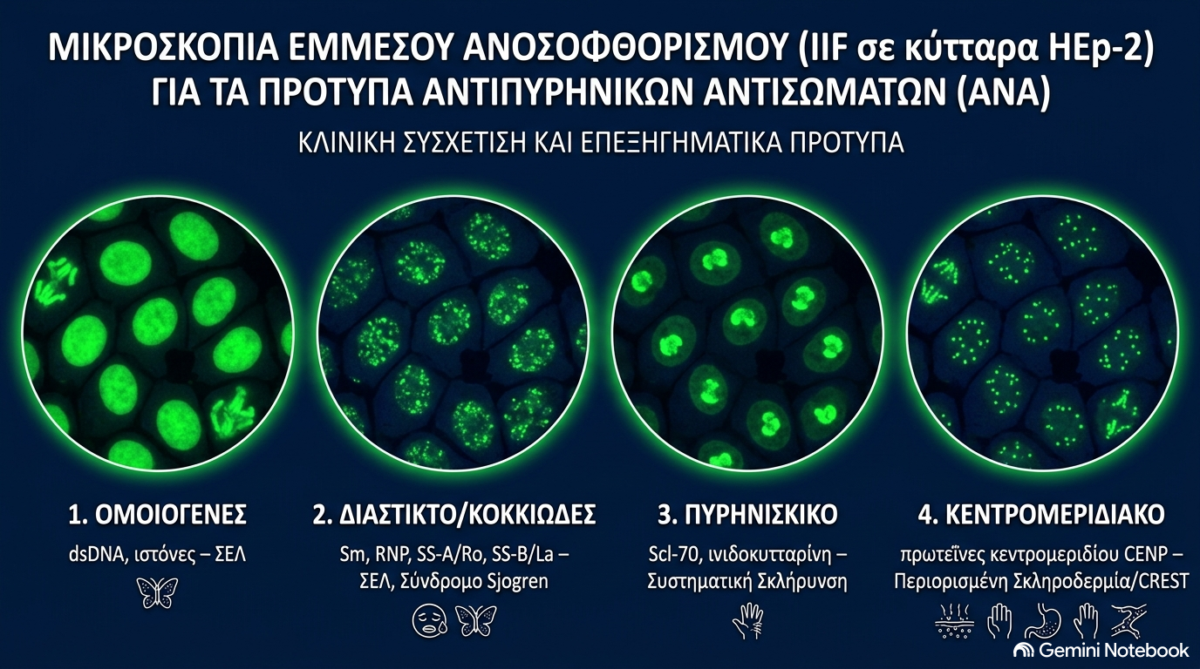 ΜΙΚΡΟΣΚΟΠΙΑ ΕΜΜΕΣΟΥ ΑΝΟΣΟΦΘΟΡΙΣΜΟΥ (IIF σε κύτταρα HEp-2)
ΓΙΑ ΤΑ ΠΡΟΤΥΠΑ ΑΝΤΙΠΥΡΗΝΙΚΩΝ ΑΝΤΙΣΩΜΑΤΩΝ (ANA)
ΚΛΙΝΙΚΗ ΣΥΣΧΕΤΙΣΗ ΚΑΙ ΕΠΕΞΗΓΗΜΑΤΙΚΑ ΠΡΟΤΥΠΑ
1. ΟΜΟΙΟΓΕΝΕΣ
dsDNA, ιστόνες – ΣΕΛ
2. ΔΙΑΣΤΙΚΤΟ/ΚΟΚΚΙΩΔΕΣ
Sm, RNP, SS-A/Ro, SS-B/La –
ΣΕΛ, Σύνδρομο Sjogren
3. ΠΥΡΗΝΙΣΚΙΚΟ
Scl-70, ινιδοκυτταρίνη –
Συστηματική Σκλήρυνση
4. ΚΕΝΤΡΟΜΕΡΙΔΙΑΚΟ
πρωτεΐνες κεντρομεριδίου CENP –
Περιορισμένη Σκληροδερμία/CREST
Gemini Notebook